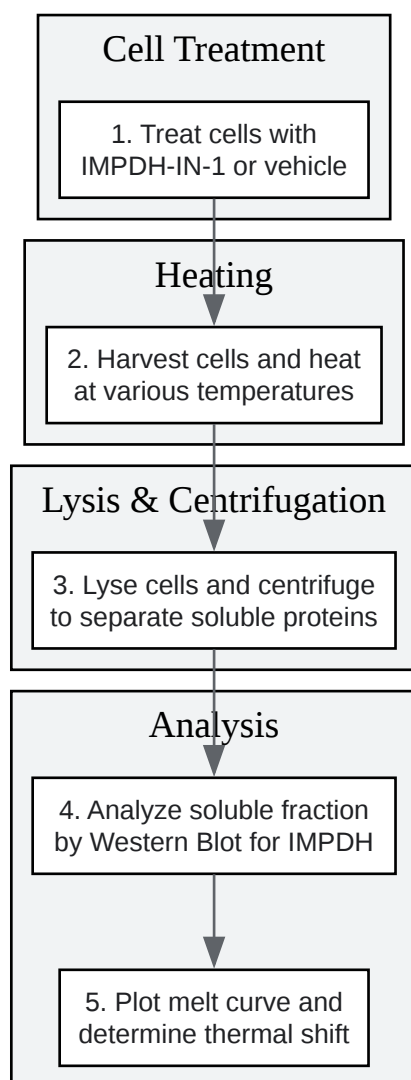 Cell Treatment
1. Treat cells with
IMPDH-IN-1 or vehicle
Heating
2. Harvest cells and heat
at various temperatures
Lysis & Centrifugation
3. Lyse cells and centrifuge
to separate soluble proteins
Analysis
4. Analyze soluble fraction
by Western Blot for IMPDH
5. Plot melt curve and
determine thermal shift